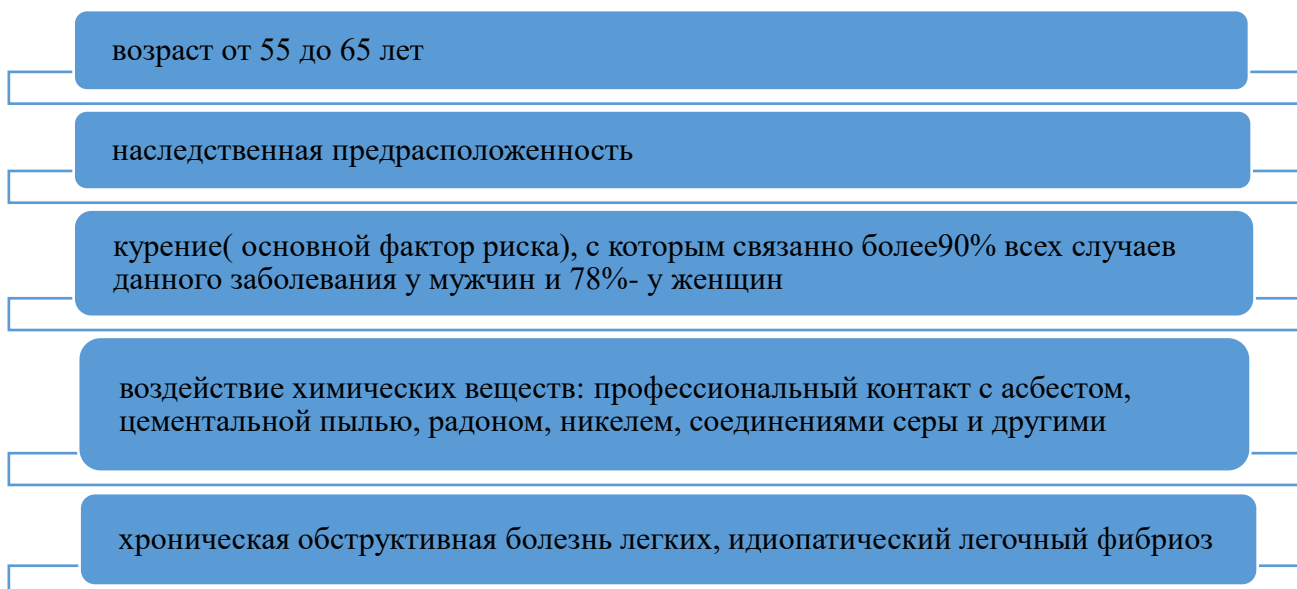 возраст от 55 до 65 лет
наследственная предрасположенность
курение( основной фактор риска), с которым связанно более90% всех случаев
данного заболевания у мужчин и 78%- у женщин
воздействие химических веществ: профессиональный контакт с асбестом,
цементальной пылью, радоном, никелем, соединениями серы и другими
хроническая обструктивная болезнь легких, идиопатический легочный фибриоз